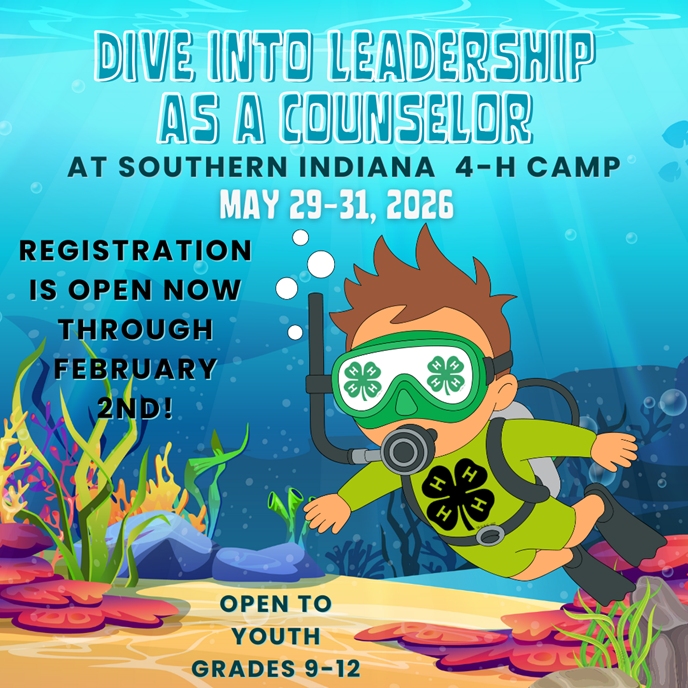 DIVE INTO LEADERSHIP
AS A COUNSELOR
AT SOUTHERN INDIANA 4-H CAMP
MAY 29-31, 2026
REGISTRATION
IS OPEN NOW
THROUGH
FEBRUARY
2ND!
H H H H
H H H H
H H
H H
OPEN TO
YOUTH
GRADES 9-12